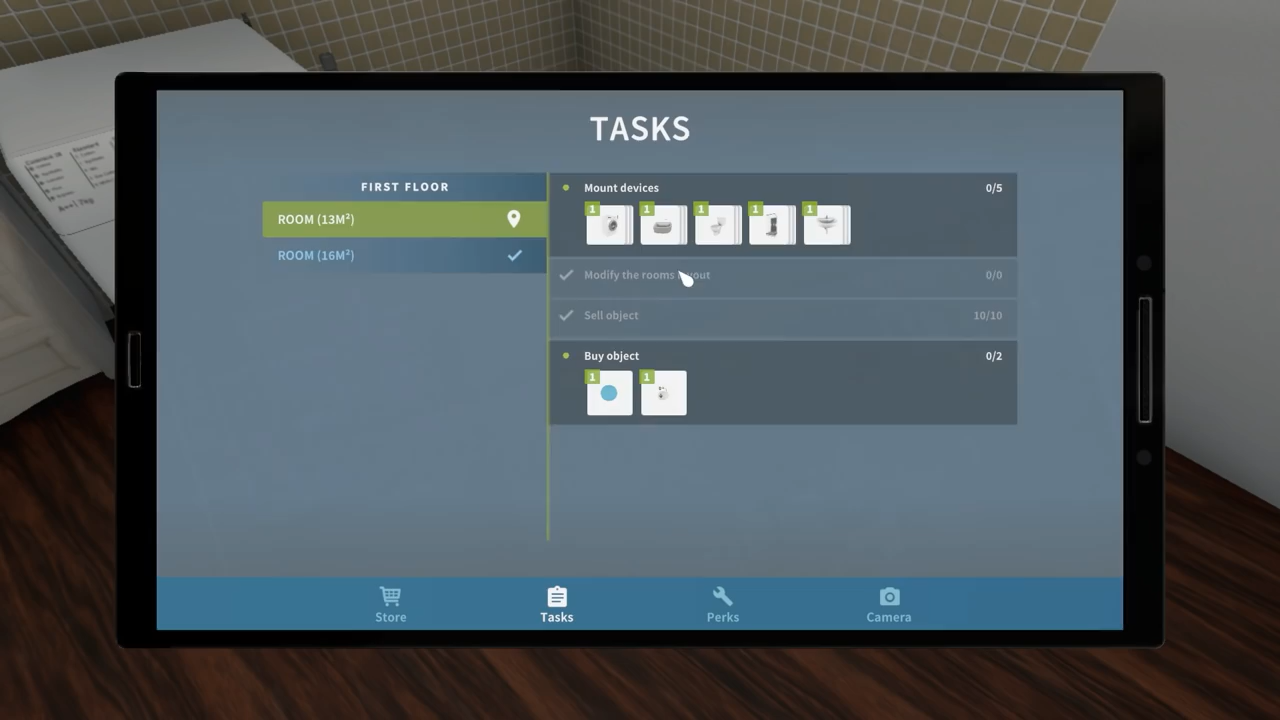 TASKS
FIRST FLOOR
ROOM (13M²)
ROOM (16M²)
Mount devices 0/5
1 1 1 1 1
Modify the rooms layout 0/0
Sell object 10/10
Buy object 0/2
1 1
Store Tasks Perks Camera